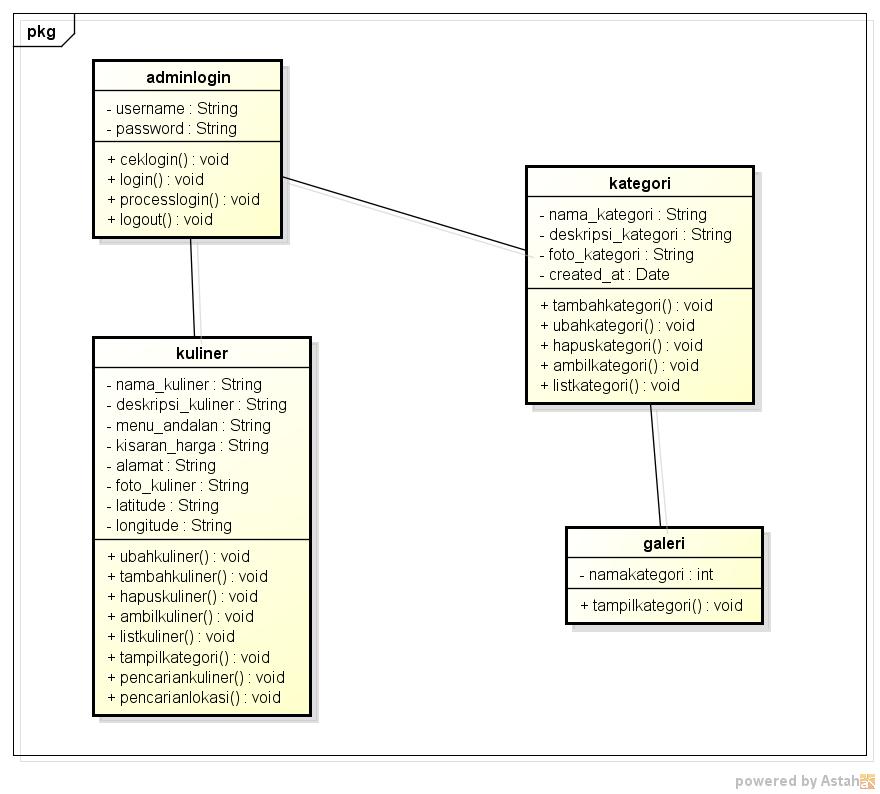 pkg
adminlogin
- username : String
- password : String
+ ceklogin() : void
+ login() : void
+ processlogin() : void
+ logout() : void
kategori
- nama_kategori : String
- deskripsi_kategori : String
- foto_kategori : String
- created_at : Date
+ tambahkategori() : void
+ ubahkategori() : void
+ hapuskategori() : void
+ ambilkategori() : void
+ listkategori() : void
kuliner
- nama_kuliner : String
- deskripsi_kuliner : String
- menu_andalan : String
- kisaran_harga : String
- alamat : String
- foto_kuliner : String
- latitude : String
- longitude : String
+ ubahkuliner() : void
+ tambahkuliner() : void
+ hapuskuliner() : void
+ ambilkuliner() : void
+ listkuliner() : void
+ tampilkategori() : void
+ pencariankuliner() : void
+ pencarianlokasi() : void
galeri
- namakategori : int
+ tampilkategori() : void
powered by Astah